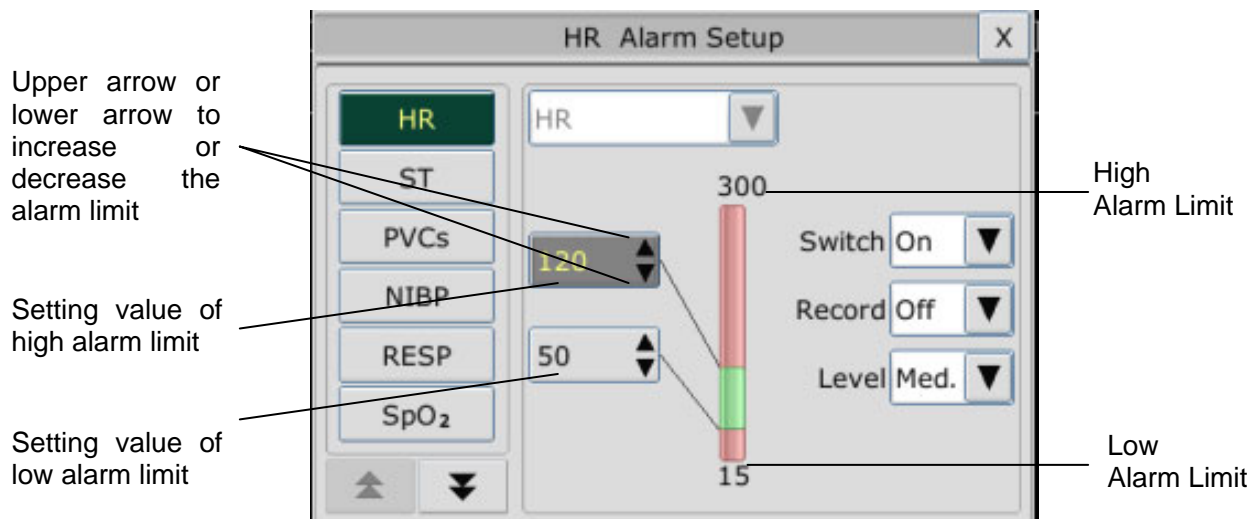 HR Alarm Setup
X
Upper arrow or
lower arrow to
increase or
decrease the
alarm limit
Setting value of
high alarm limit
Setting value of
low alarm limit
HR
ST
PVCs
NIBP
RESP
SpO₂
HR
300
120
50
15
Switch On
Record Off
Level Med.
High
Alarm Limit
Low
Alarm Limit